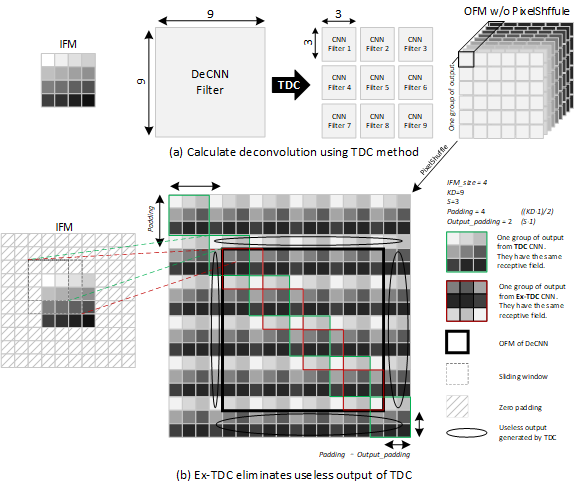 9
3
OFM w/o PixelShffule
IFM
9
DeCNN
Filter
TDC
3
CNN
Filter 1
CNN
Filter 2
CNN
Filter 3
CNN
Filter 4
CNN
Filter 5
CNN
Filter 6
CNN
Filter 7
CNN
Filter 8
CNN
Filter 9
One group of output
(a) Calculate deconvolution using TDC method
PixelShuffle
IFM_size = 4
KD=9
S=3
Padding = 4 ((KD 1)/2)
Output_padding = 2 (S 1)
Padding
IFM
One group of output
from TDC CNN.
They have the same
receptive field.
One group of output
from Ex-TDC CNN.
They have the same
receptive field.
OFM of DeCNN
Sliding window
Zero padding
Useless output
generated by TDC
Padding - Output_padding
(b) Ex-TDC eliminates useless output of TDC